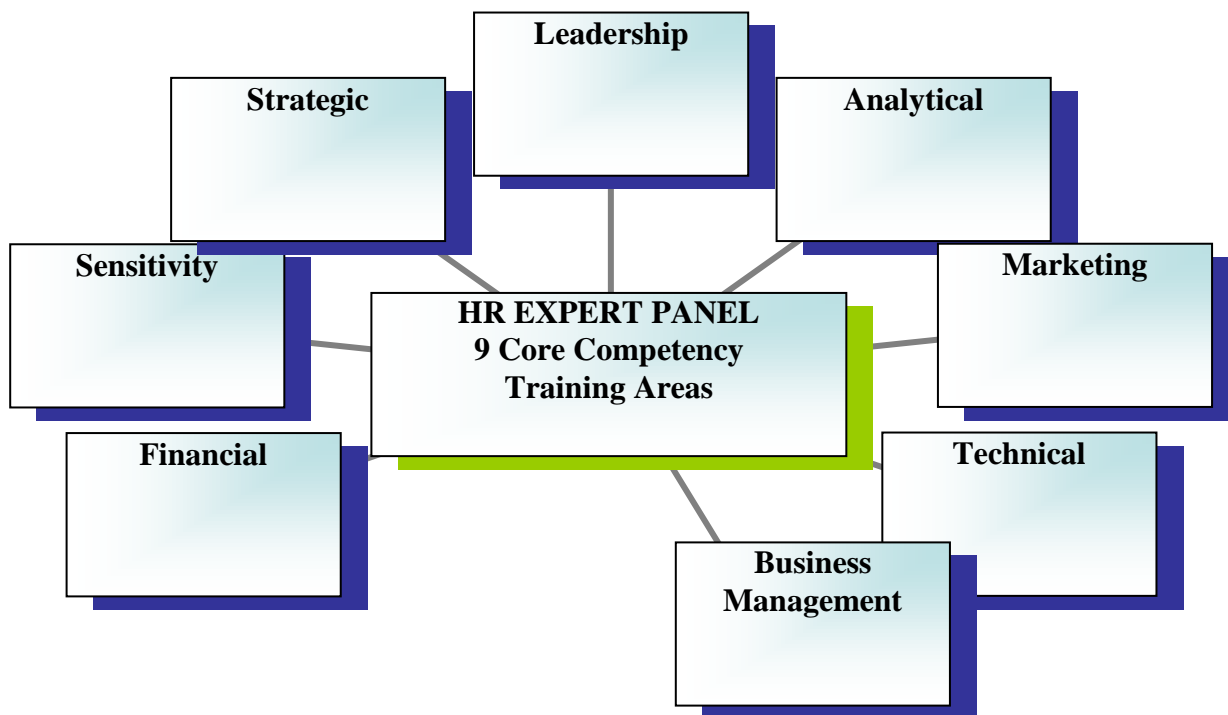 Leadership
Strategic
Analytical
Sensitivity
Marketing
HR EXPERT PANEL
9 Core Competency
Training Areas
Financial
Technical
Business
Management